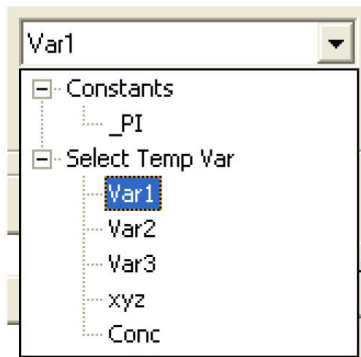 Var1
Constants
_PI
Select Temp Var
Var1
Var2
Var3
xyz
Conc